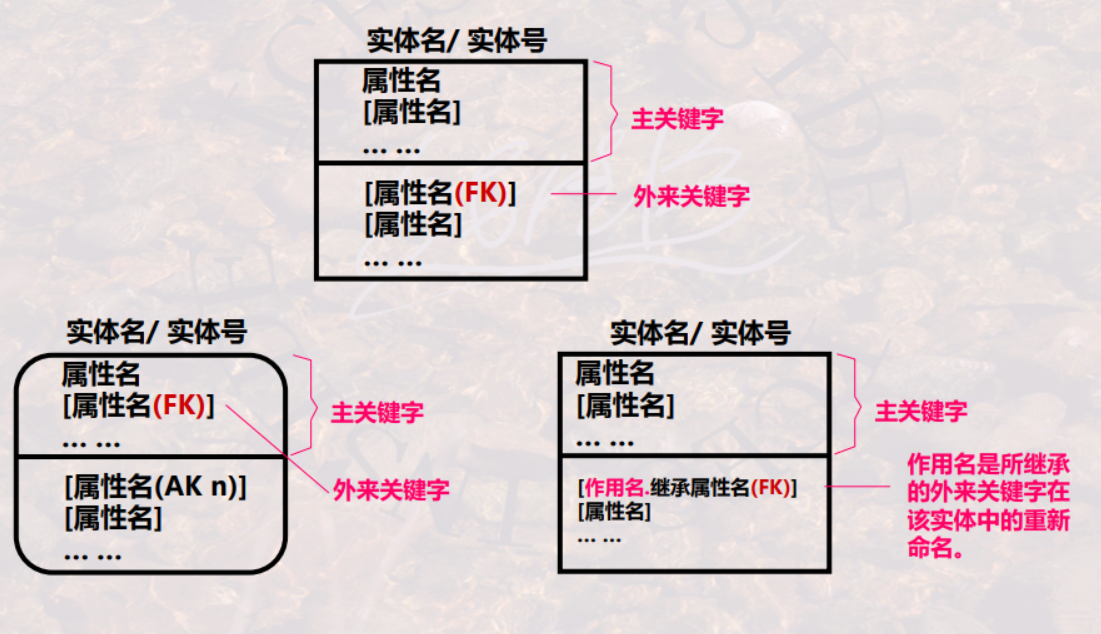 实体名/ 实体号
属性名
[属性名]
... ...
主关键字
[属性名(FK)]
外来关键字
[属性名]
... ...
实体名/ 实体号
属性名
[属性名(FK)]
... ...
主关键字
外来关键字
[属性名(AK n)]
[属性名]
... ...
实体名/ 实体号
属性名
[属性名]
... ...
主关键字
[作用名.继承属性名(FK)]
[属性名]
... ...
作用名是所继承
的外来关键字在
该实体中的重新
命名。